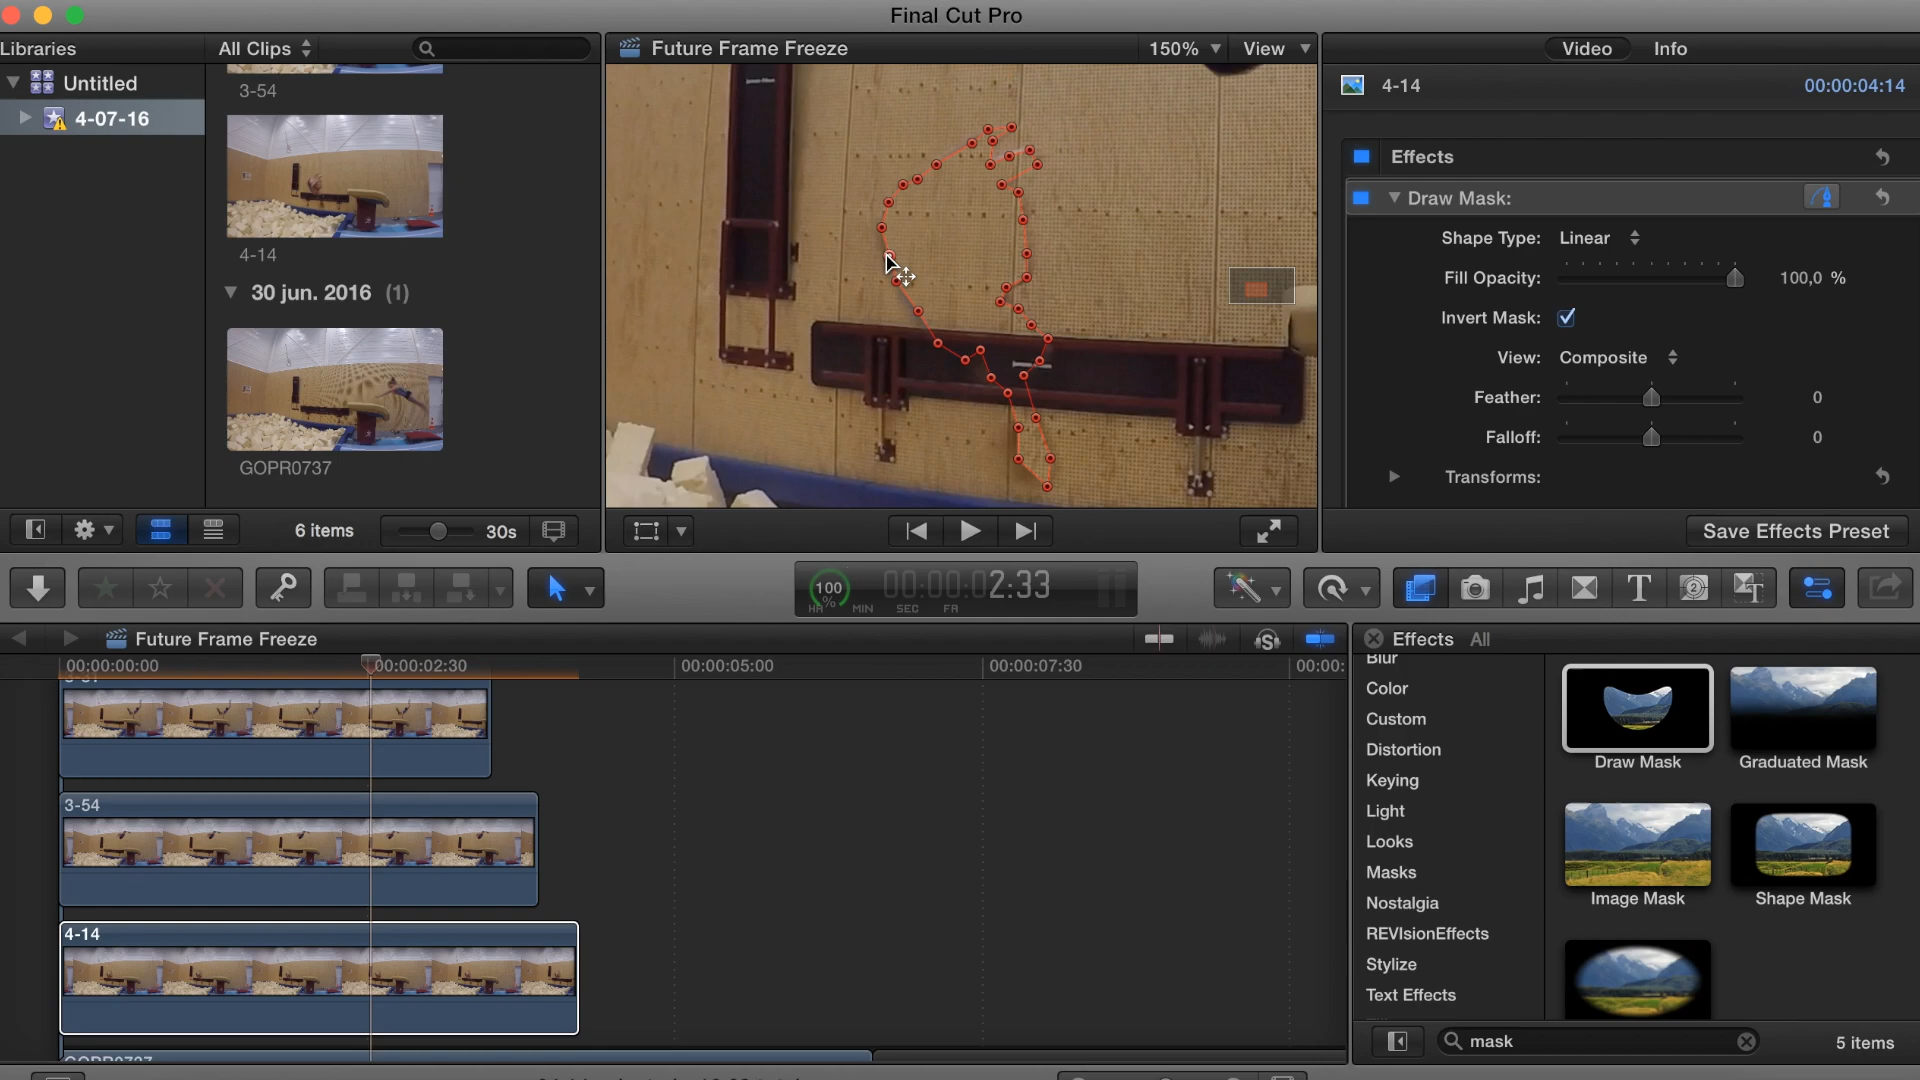 Final Cut Pro
Libraries
All Clips
Future Frame Freeze
150%
View
Video
Info
Untitled
4-07-16
3-54
4-14
30 jun. 2016 (1)
GOPR0737
6 items
30s
4-14
00:00:04:14
Effects
Draw Mask:
Shape Type: Linear
Fill Opacity: 100,0 %
Invert Mask:
View: Composite
Feather: 0
Falloff: 0
Transforms:
Save Effects Preset
100
%
00:00:02:33
HR MIN SEC FR
Future Frame Freeze
00:00:00:00
00:00:02:30
00:00:05:00
00:00:07:30
00:00:
3-54
4-14
GOPR0737
Effects All
Blur
Color
Custom
Distortion
Keying
Light
Looks
Masks
Nostalgia
REVIsionEffects
Stylize
Text Effects
Draw Mask
Graduated Mask
Image Mask
Shape Mask
mask
5 items